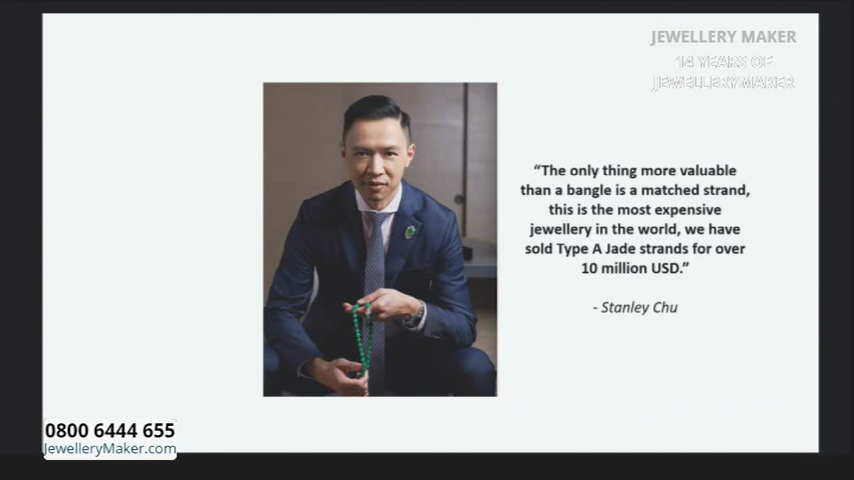 JEWELLERY MAKER
14 YEARS OF
JEWELLERYMAKER
“The only thing more valuable
than a bangle is a matched strand,
this is the most expensive
jewellery in the world, we have
sold Type A Jade strands for over
10 million USD.”
- Stanley Chu
0800 6444 655
JewelleryMaker.com